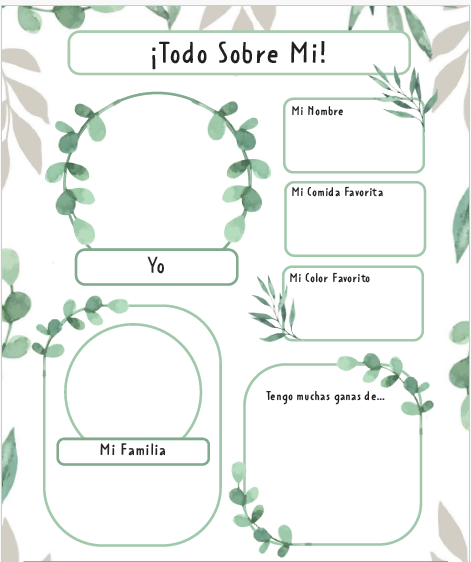 ¡Todo Sobre Mi!
Mi Nombre
Mi Comida Favorita
Yo
Mi Color Favorito
Tengo muchas ganas de...
Mi Familia